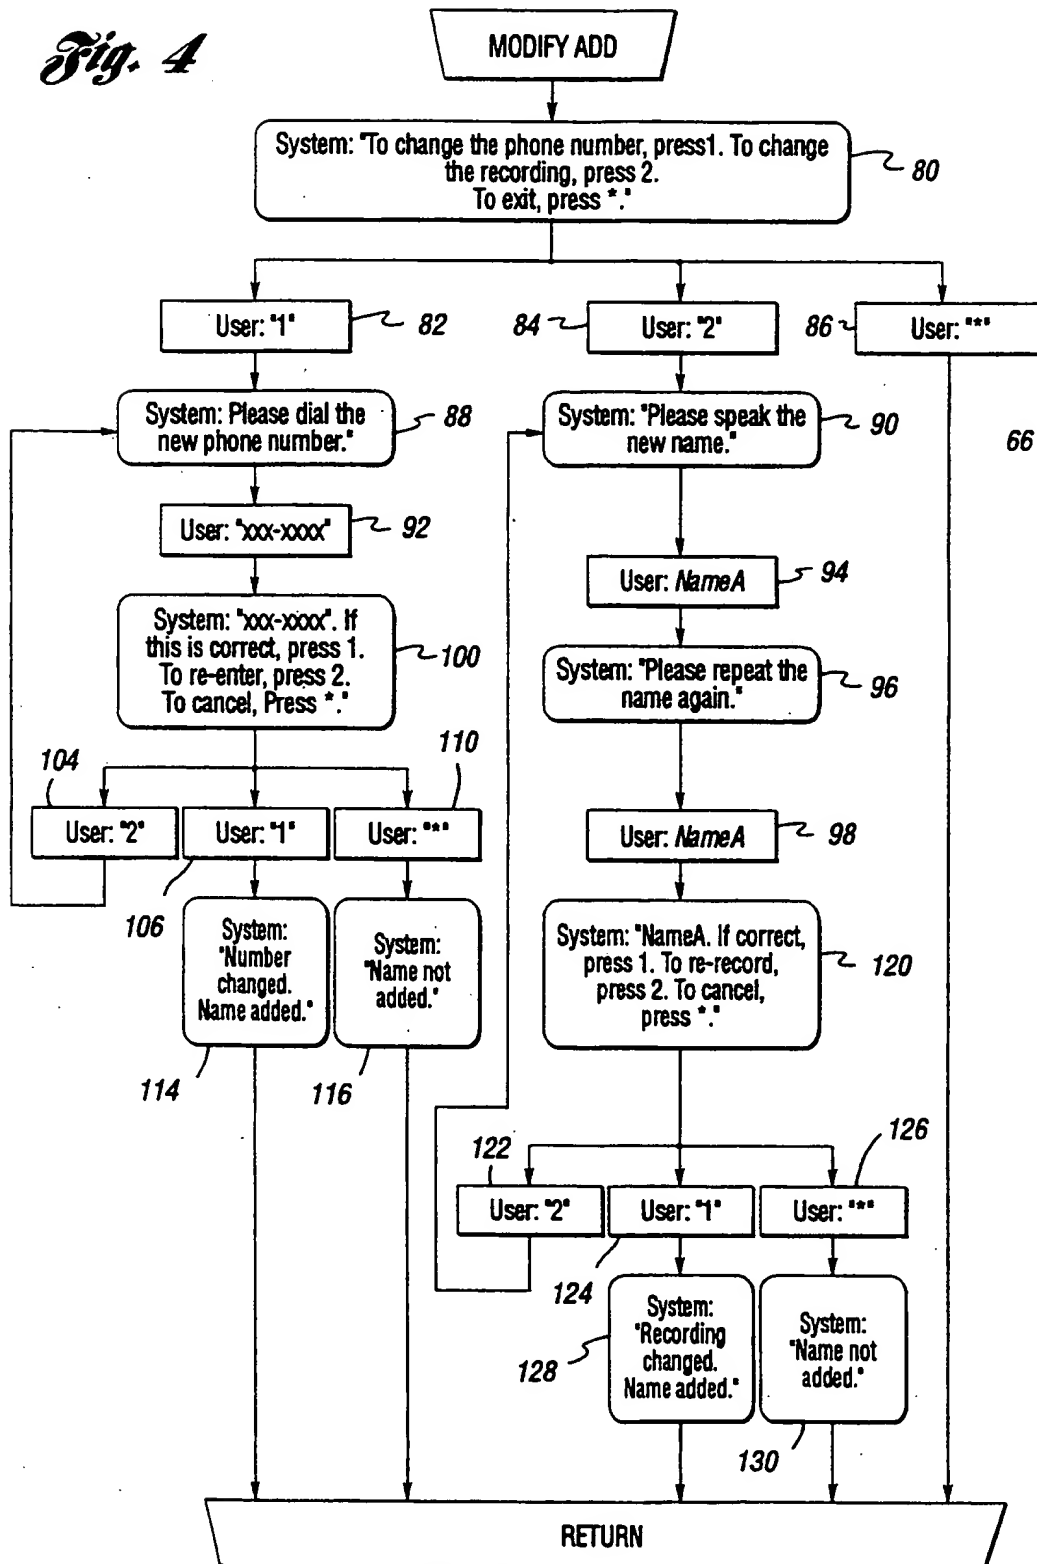 Fig. 4
MODIFY ADD
System: "To change the phone number, press1. To change
the recording, press 2.
To exit, press *."
80
User: "1"
82
84
User: "2"
86
User: "*"
System: Please dial the
new phone number."
88
System: "Please speak the
new name."
90
66
User: "xxx-xxxx"
92
User: NameA
94
System: "xxx-xxxx". If
this is correct, press 1.
To re-enter, press 2.
To cancel, Press *."
100
System: "Please repeat the
name again."
96
104
110
User: "2"
User: "1"
User: "*"
106
User: NameA
98
System:
"Number
changed.
Name added."
114
System:
"Name not
added."
116
System: "NameA. If correct,
press 1. To re-record,
press 2. To cancel,
press *."
120
122
126
User: "2"
User: "1"
User: "*"
124
System:
"Recording
changed.
Name added."
128
System:
"Name not
added."
130
RETURN